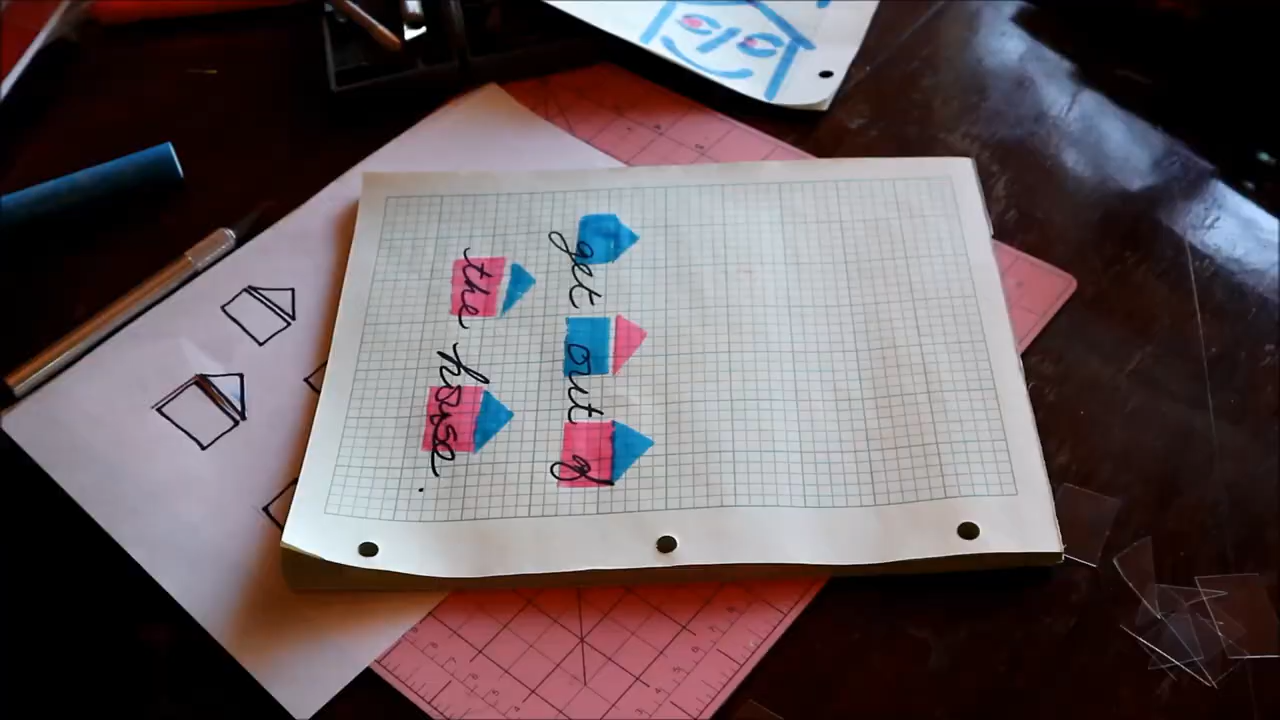 get out of
the house.